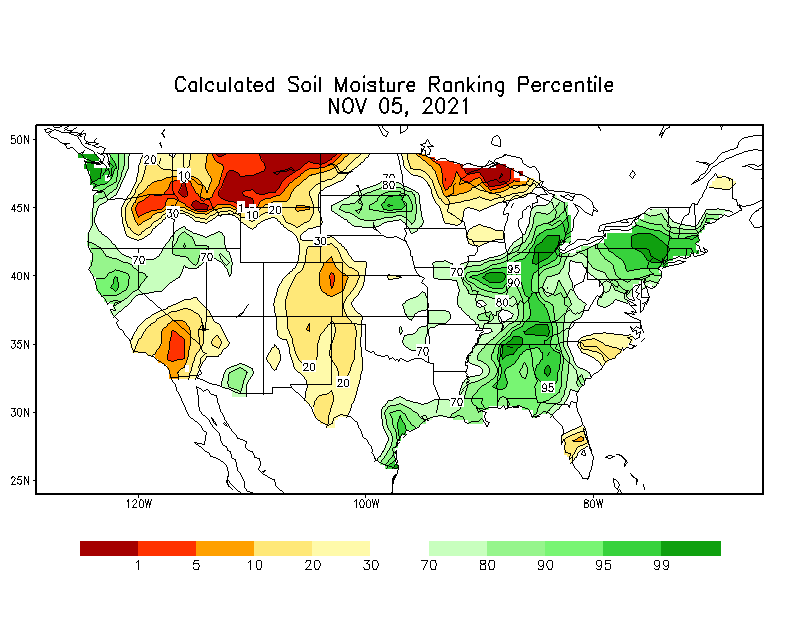 Calculated Soil Moisture Ranking Percentile
NOV 05, 2021
50N
45N
40N
35N
30N
25N
120W
100W
80W
20
10
30
1
10
20
70
80
30
70
70
70
95
90
80
70
20
20
70
95
1 5 10 20 30 70 80 90 95 99